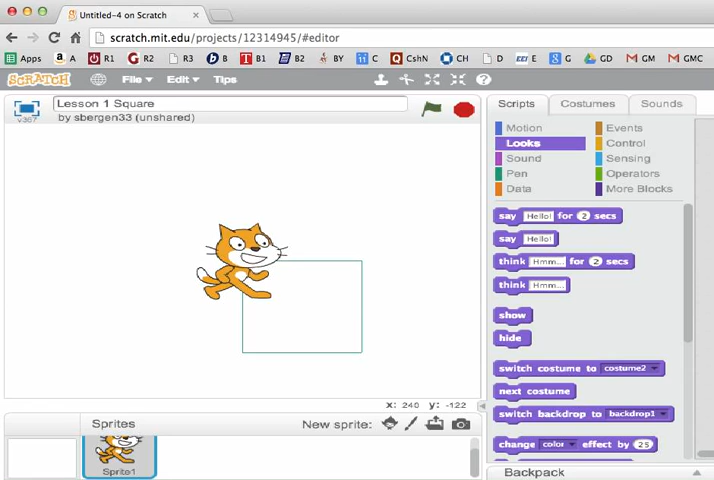 Untitled-4 on Scratch
scratch.mit.edu/projects/12314945/#editor
Apps A R1 R2 R3 B B1 B2 BY C CshN CH D E G GD GM GMC
SCRATCH File Edit Tips
Lesson 1 Square
v367 by sbergen33 (unshared)
Scripts Costumes Sounds
Motion Events
Looks Control
Sound Sensing
Pen Operators
Data More Blocks
say Hello! for 2 secs
say Hello!
think Hmm... for 2 secs
think Hmm...
show
hide
switch costume to costume2
next costume
switch backdrop to backdrop1
change color effect by 25
x: 240 y: -122
Sprites New sprite:
Sprite1
Backpack